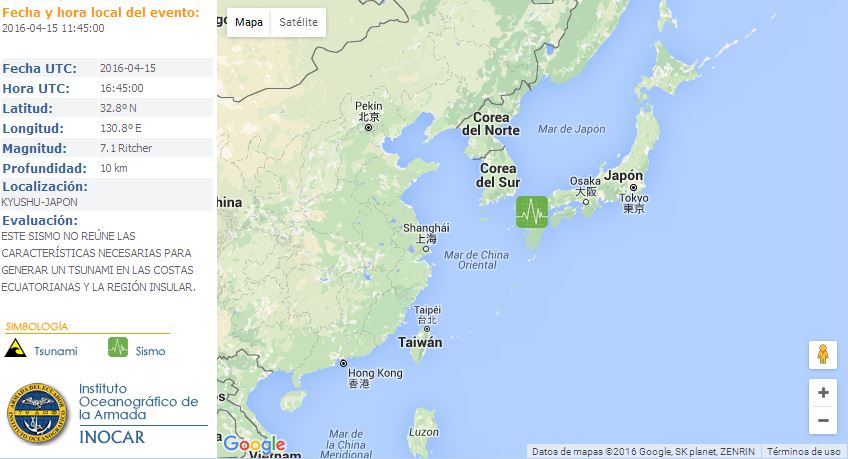 Fecha y hora local del evento:
2016-04-15 11:45:00
Fecha UTC: 2016-04-15
Hora UTC: 16:45:00
Latitud: 32.8º N
Longitud: 130.8º E
Magnitud: 7.1 Ritcher
Profundidad: 10 km
Localización:
KYUSHU-JAPON
Evaluación:
ESTE SISMO NO REÚNE LAS
CARACTERÍSTICAS NECESARIAS PARA
GENERAR UN TSUNAMI EN LAS COSTAS
ECUATORIANAS Y LA REGIÓN INSULAR.
SIMBOLOGÍA
Tsunami Sismo
Instituto
Oceanográfico de
la Armada
INOCAR
Mapa Satélite
Pekín
北京
Corea
del Norte
Mar de Japón
Corea
del Sur
Osaka
大阪
Japón
Tokyo
東京
Shanghái
上海
hina
Mar de China
Oriental
Taipéi
台北
Taiwán
Hong Kong
香港
Mar de
la China
Meridional
Luzon
Vietnam
Google
Datos de mapas ©2016 Google, SK planet, ZENRIN Términos de uso